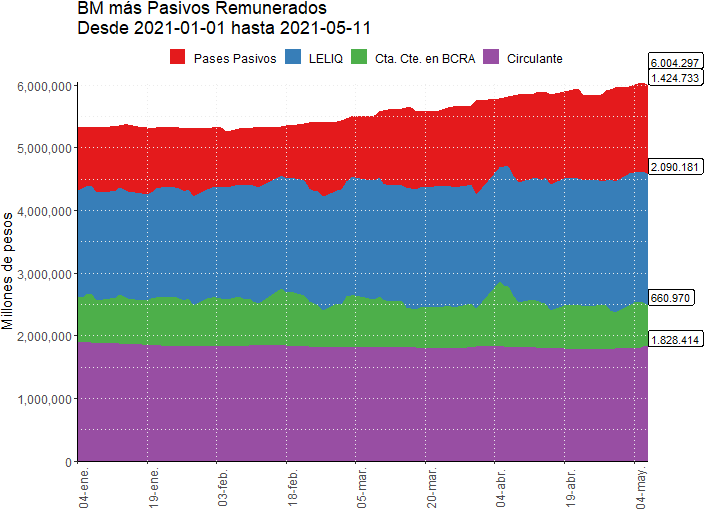 BM más Pasivos Remunerados
Desde 2021-01-01 hasta 2021-05-11
Pases Pasivos LELIQ Cta. Cte. en BCRA Circulante
6.004.297
1.424.733
2.090.181
660.970
1.828.414
Millones de pesos
6,000,000
5,000,000
4,000,000
3,000,000
2,000,000
1,000,000
0
04-ene.
19-ene.
03-feb.
18-feb.
05-mar.
20-mar.
04-abr.
19-abr.
04-may.